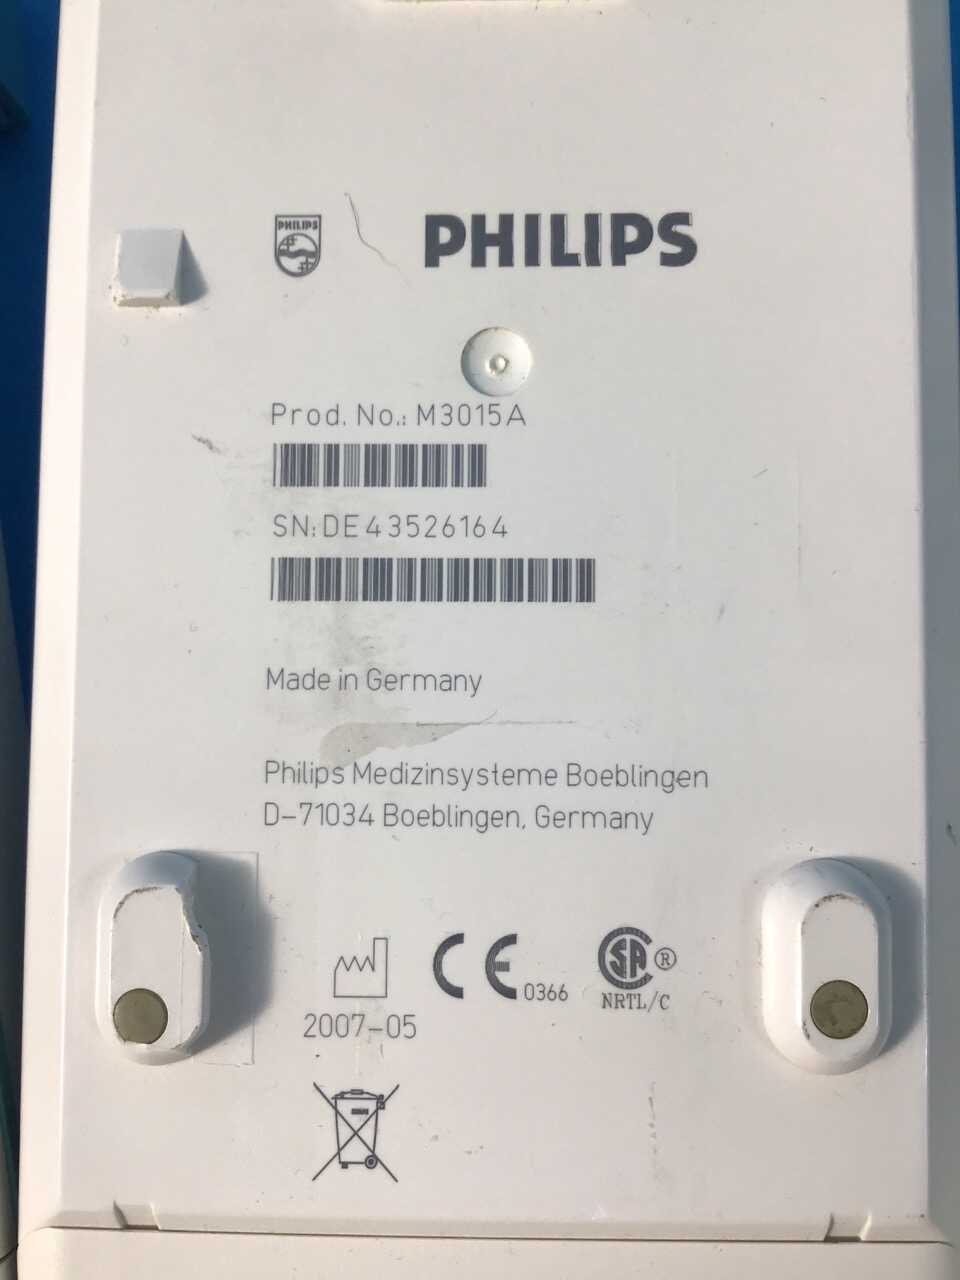 PHILIPS
PHILIPS
Prod. No.: M3015A
SN: DE43526164
Made in Germany
Philips Medizinsysteme Boeblingen
D-71034 Boeblingen, Germany
CE 0366
SA ®
NRTL/C
2007-05